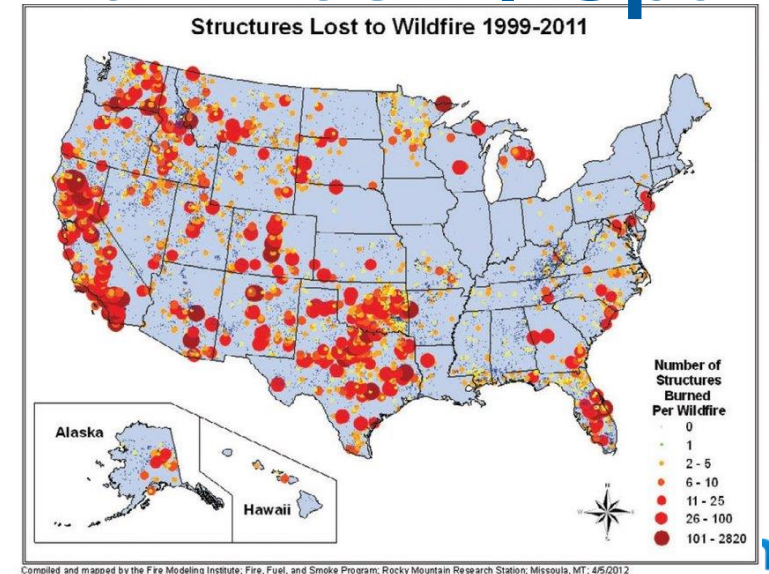 Structures Lost to Wildfire 1999-2011
Number of
Structures
Burned
Per Wildfire
0
1
2 - 5
6 - 10
11 - 25
26 - 100
101 - 2820
Alaska
Hawaii
N
Compiled and mapped by the Fire Modeling Institute; Fire, Fuel, and Smoke Program; Rocky Mountain Research Station; Missoula, MT; 4/5/2012